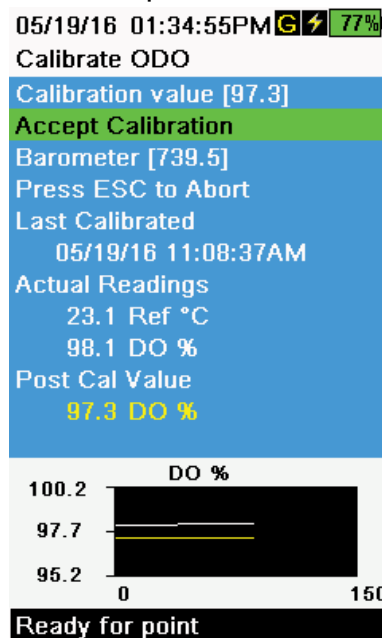 05/19/16 01:34:55PM G 77%
Calibrate ODO
Calibration value [97.3]
Accept Calibration
Barometer [739.5]
Press ESC to Abort
Last Calibrated
05/19/16 11:08:37AM
Actual Readings
23.1 Ref °C
98.1 DO %
Post Cal Value
97.3 DO %
DO %
100.2
97.7
95.2
0 150
Ready for point